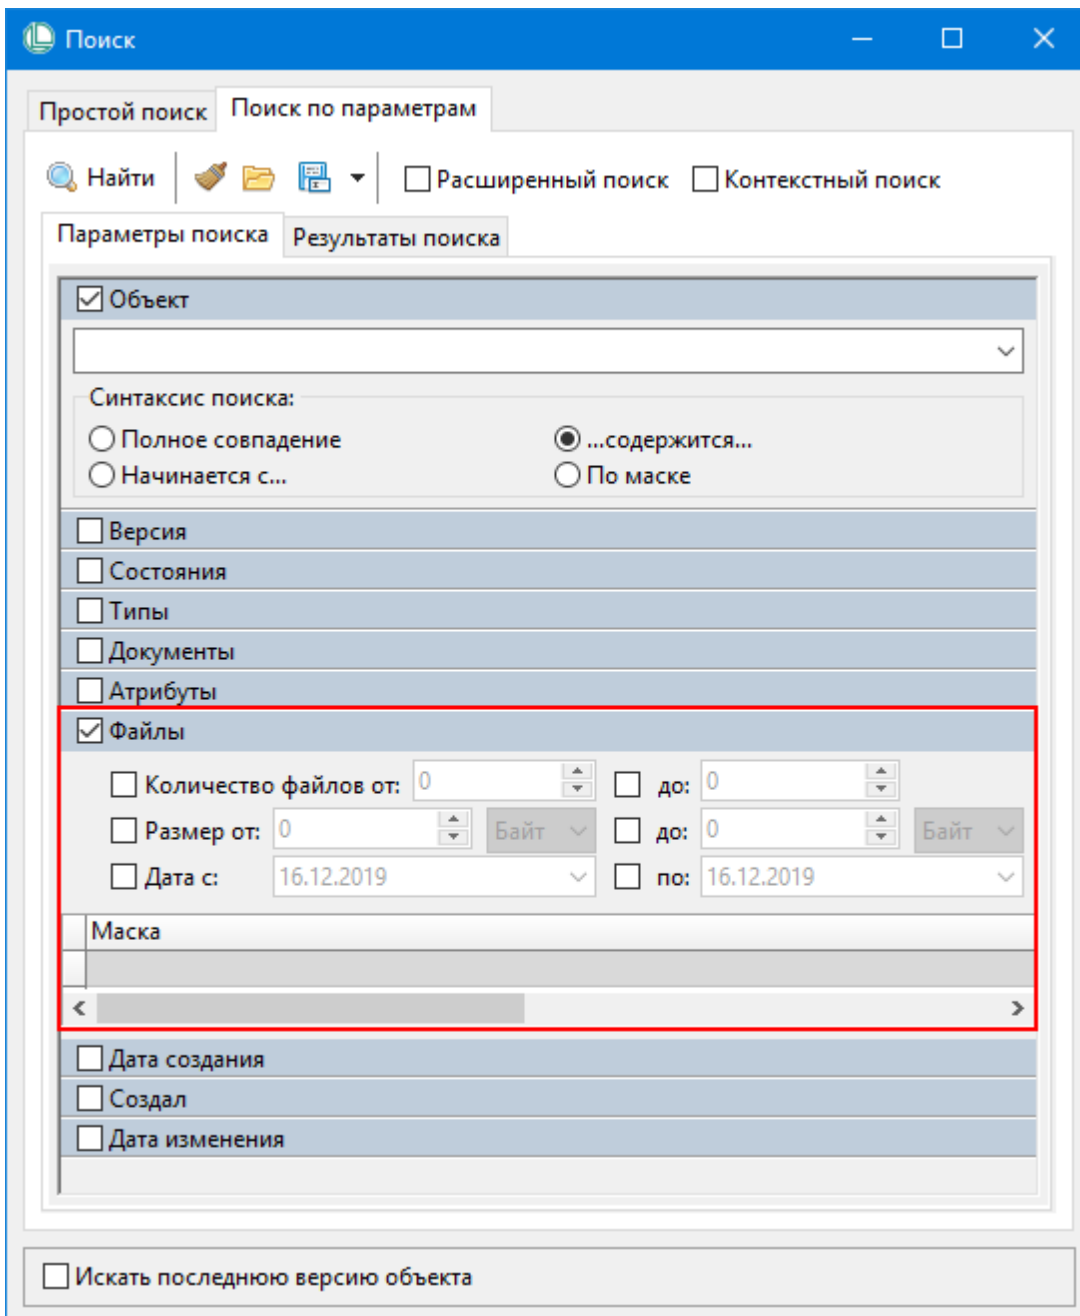 Поиск
Простой поиск Поиск по параметрам
Найти Расширенный поиск Контекстный поиск
Параметры поиска Результаты поиска
Объект
Синтаксис поиска:
Полное совпадение ...содержится...
Начинается с... По маске
Версия
Состояния
Типы
Документы
Атрибуты
Файлы
Количество файлов от: 0 до: 0
Размер от: 0 Байт до: 0 Байт
Дата с: 16.12.2019 по: 16.12.2019
Маска
Дата создания
Создал
Дата изменения
Искать последнюю версию объекта